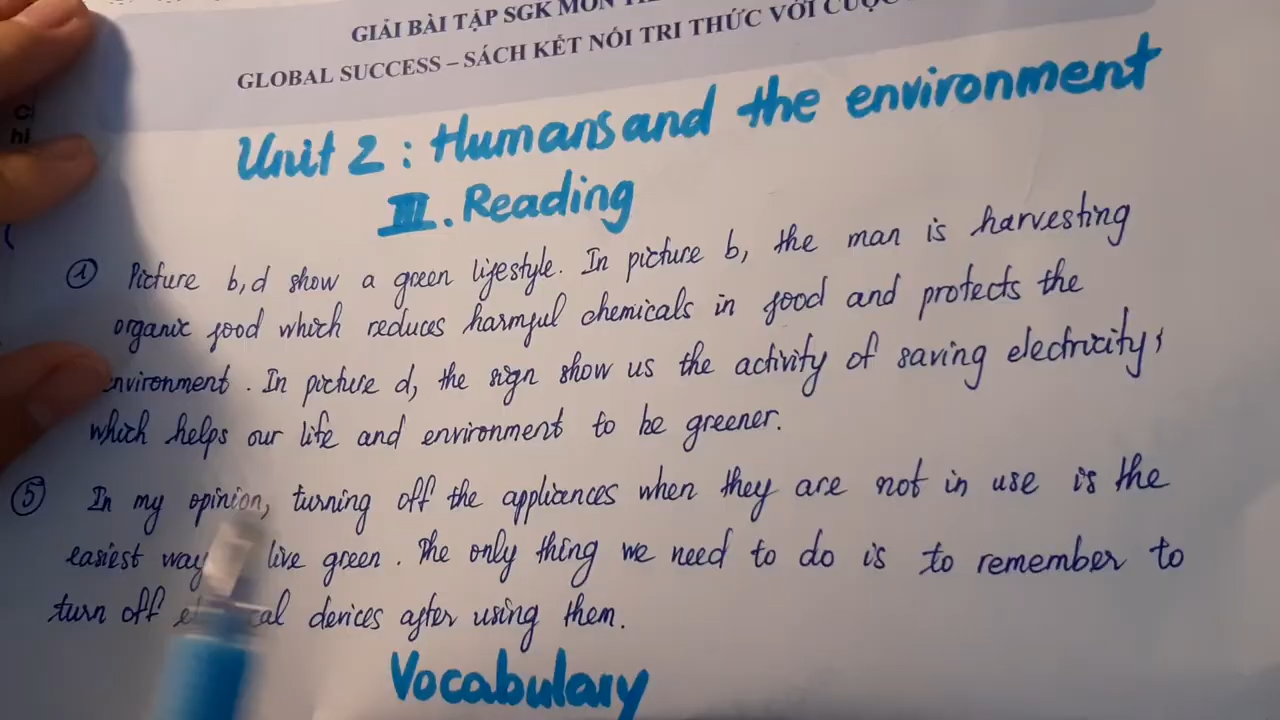 GIẢI BÀI TẬP SGK MÔN
GLOBAL SUCCESS – SÁCH KẾT NỐI TRI THỨC VỚI CUỘC
Unit 2 : Humans and the environment
III. Reading
① Picture b, d show a green lifestyle. In picture b, the man is harvesting
organic food which reduces harmful chemicals in food and protects the
environment. In picture d, the sign show us the activity of saving electricity,
which helps our life and environment to be greener.
⑤ In my opinion, turning off the appliances when they are not in use is the
easiest way live green. The only thing we need to do is to remember to
turn off devices after using them.
Vocabulary